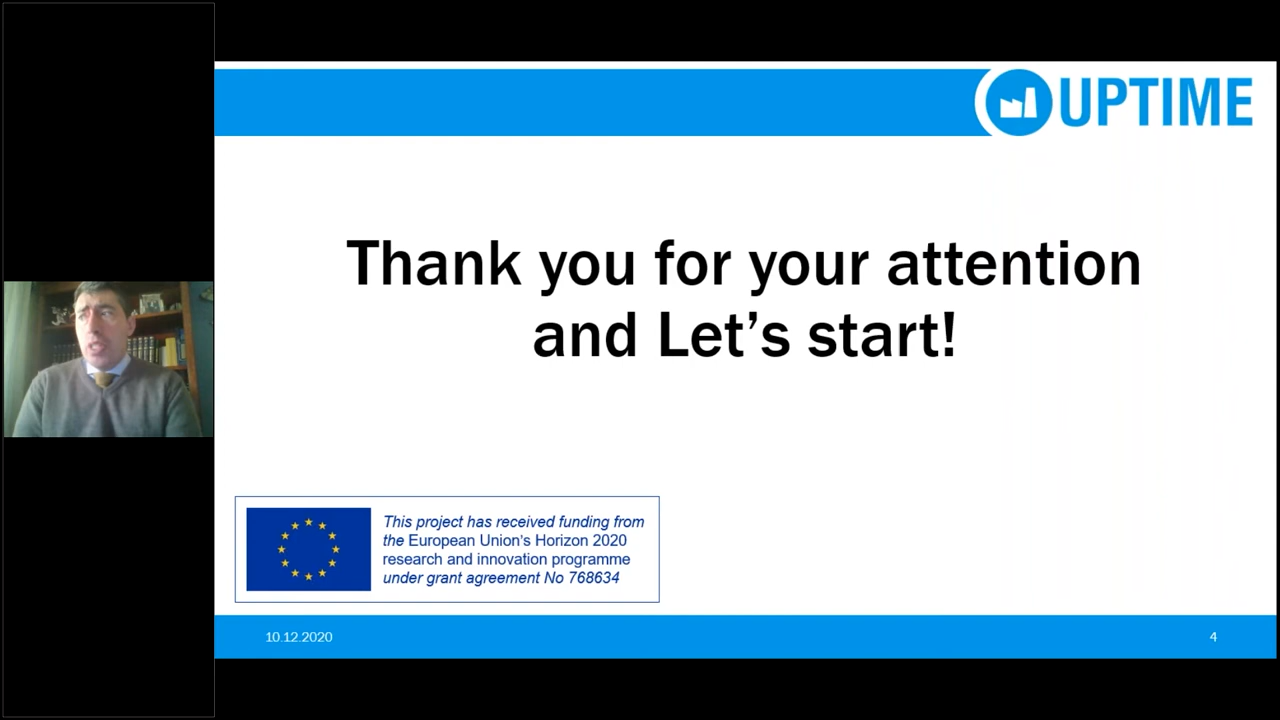 UPTIME
Thank you for your attention
and Let’s start!
This project has received funding from
the European Union’s Horizon 2020
research and innovation programme
under grant agreement No 768634
10.12.2020
4